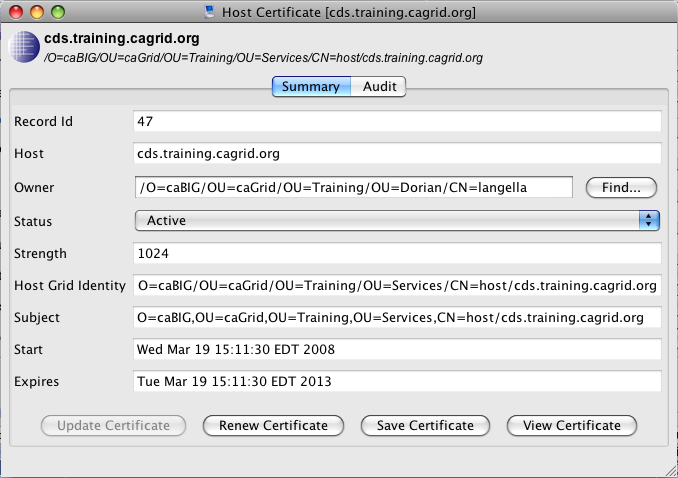 Host Certificate [cds.training.cagrid.org]
cds.training.cagrid.org
/O=caBIG/OU=caGrid/OU=Training/OU=Services/CN=host/cds.training.cagrid.org
Summary Audit
Record Id 47
Host cds.training.cagrid.org
Owner /O=caBIG/OU=caGrid/OU=Training/OU=Dorian/CN=langella Find...
Status Active
Strength 1024
Host Grid Identity O=caBIG/OU=caGrid/OU=Training/OU=Services/CN=host/cds.training.cagrid.org
Subject O=caBIG,OU=caGrid,OU=Training,OU=Services,CN=host/cds.training.cagrid.org
Start Wed Mar 19 15:11:30 EDT 2008
Expires Tue Mar 19 15:11:30 EDT 2013
Update Certificate Renew Certificate Save Certificate View Certificate